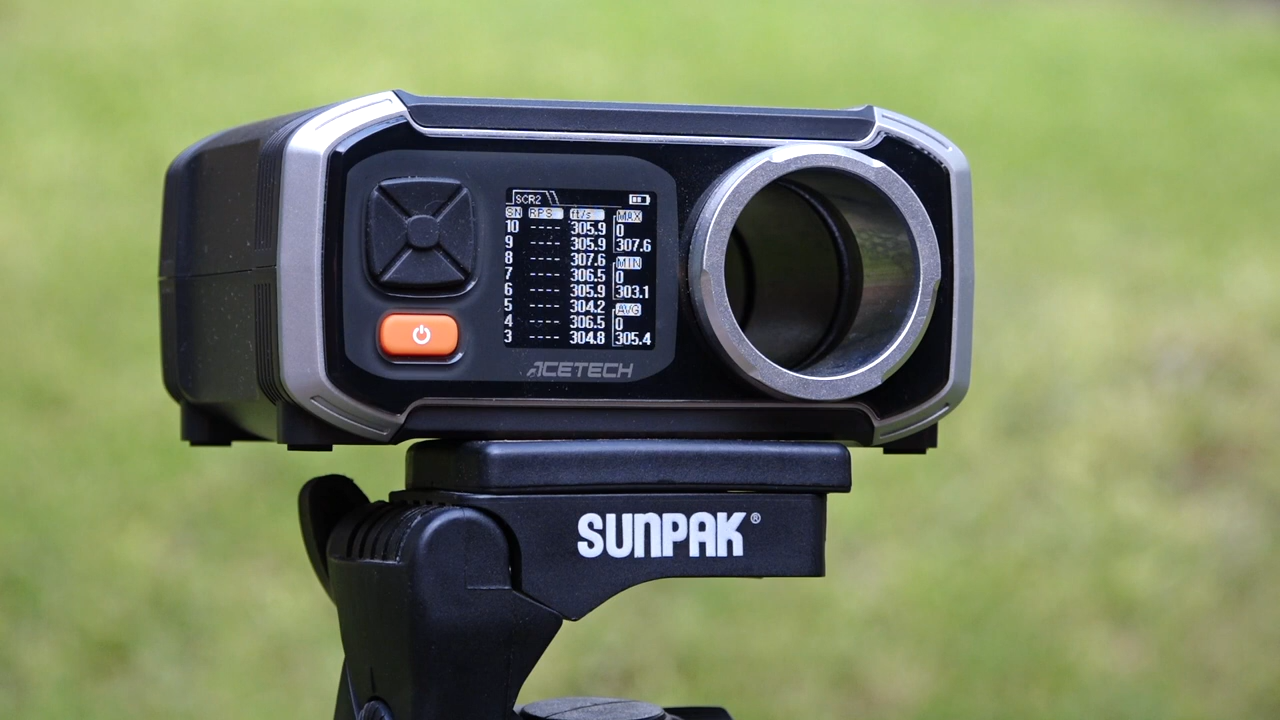 SCR2
SN RPS ft/s MAX
10 ---- 305.9 0
9 ---- 305.9 307.6
8 ---- 307.6 MIN
7 ---- 306.5 0
6 ---- 305.9 303.1
5 ---- 304.2 AVG
4 ---- 306.5 0
3 ---- 304.8 305.4
ACETECH
SUNPAK®